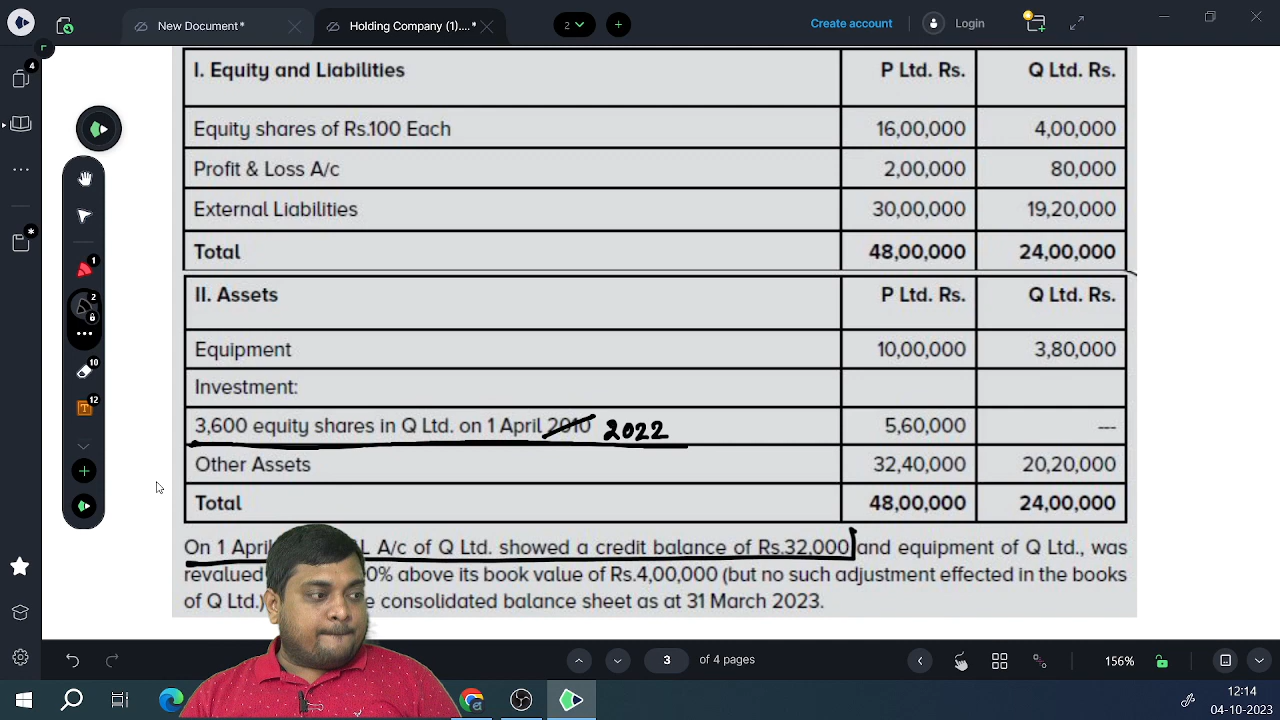 New Document* Holding Company (1)....* 2 Create account Login
4
I. Equity and Liabilities P Ltd. Rs. Q Ltd. Rs.
Equity shares of Rs.100 Each 16,00,000 4,00,000
Profit & Loss A/c 2,00,000 80,000
External Liabilities 30,00,000 19,20,000
Total 48,00,000 24,00,000
1
II. Assets P Ltd. Rs. Q Ltd. Rs.
2
Equipment 10,00,000 3,80,000
10
Investment:
12
3,600 equity shares in Q Ltd. on 1 April 2010 2022 5,60,000 ---
Other Assets 32,40,000 20,20,000
Total 48,00,000 24,00,000
On 1 April L A/c of Q Ltd. showed a credit balance of Rs.32,000 and equipment of Q Ltd., was
revalued 0% above its book value of Rs.4,00,000 (but no such adjustment effected in the books
of Q Ltd.) consolidated balance sheet as at 31 March 2023.
3 of 4 pages 156%
12:14
04-10-2023